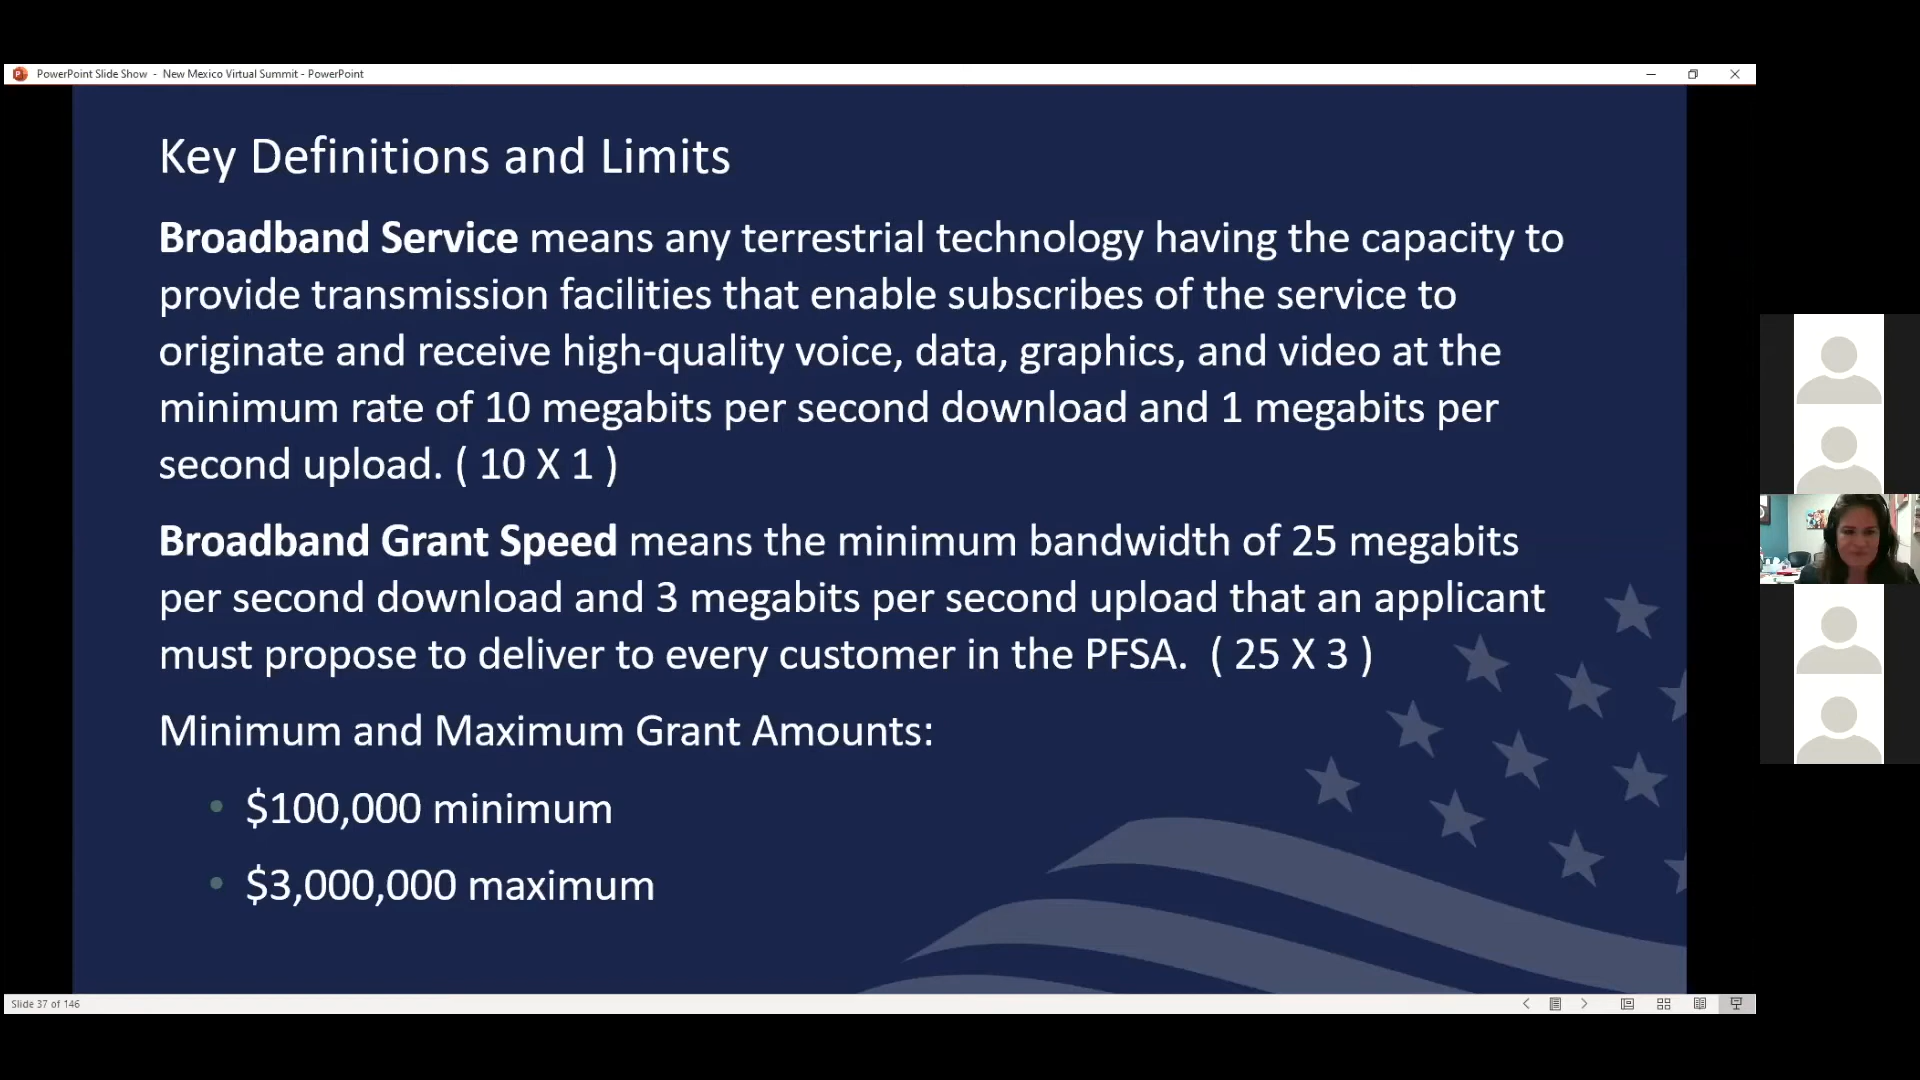 PowerPoint Slide Show - New Mexico Virtual Summit - PowerPoint
Key Definitions and Limits
Broadband Service means any terrestrial technology having the capacity to
provide transmission facilities that enable subscribes of the service to
originate and receive high-quality voice, data, graphics, and video at the
minimum rate of 10 megabits per second download and 1 megabits per
second upload. ( 10 X 1 )
Broadband Grant Speed means the minimum bandwidth of 25 megabits
per second download and 3 megabits per second upload that an applicant
must propose to deliver to every customer in the PFSA. ( 25 X 3 )
Minimum and Maximum Grant Amounts:
• $100,000 minimum
• $3,000,000 maximum
Slide 37 of 146